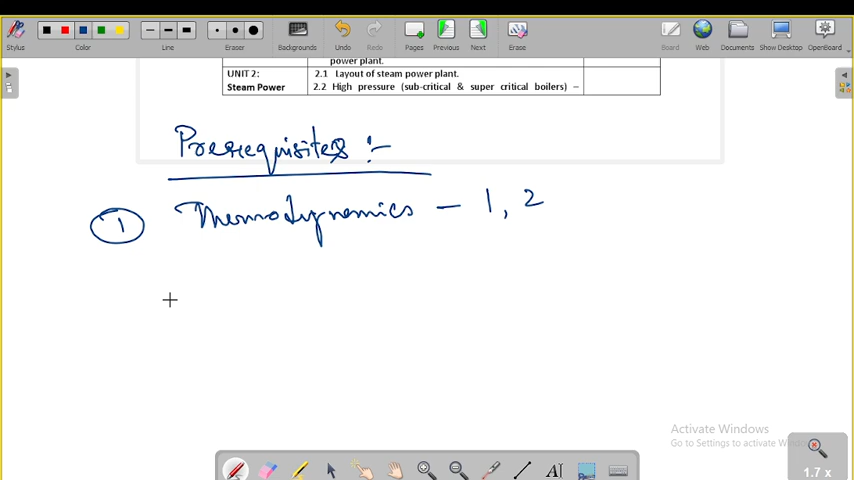 Stylus Color Line Eraser Backgrounds Undo Redo Pages Previous Next Erase Board Web Documents Show Desktop OpenBoard
power plant.
UNIT 2: 2.1 Layout of steam power plant.
Steam Power 2.2 High pressure (sub-critical & super critical boilers) –
Prerequisites :-
1 Thermodynamics - 1, 2
Activate Windows
Go to Settings to activate Windows
1.7 x